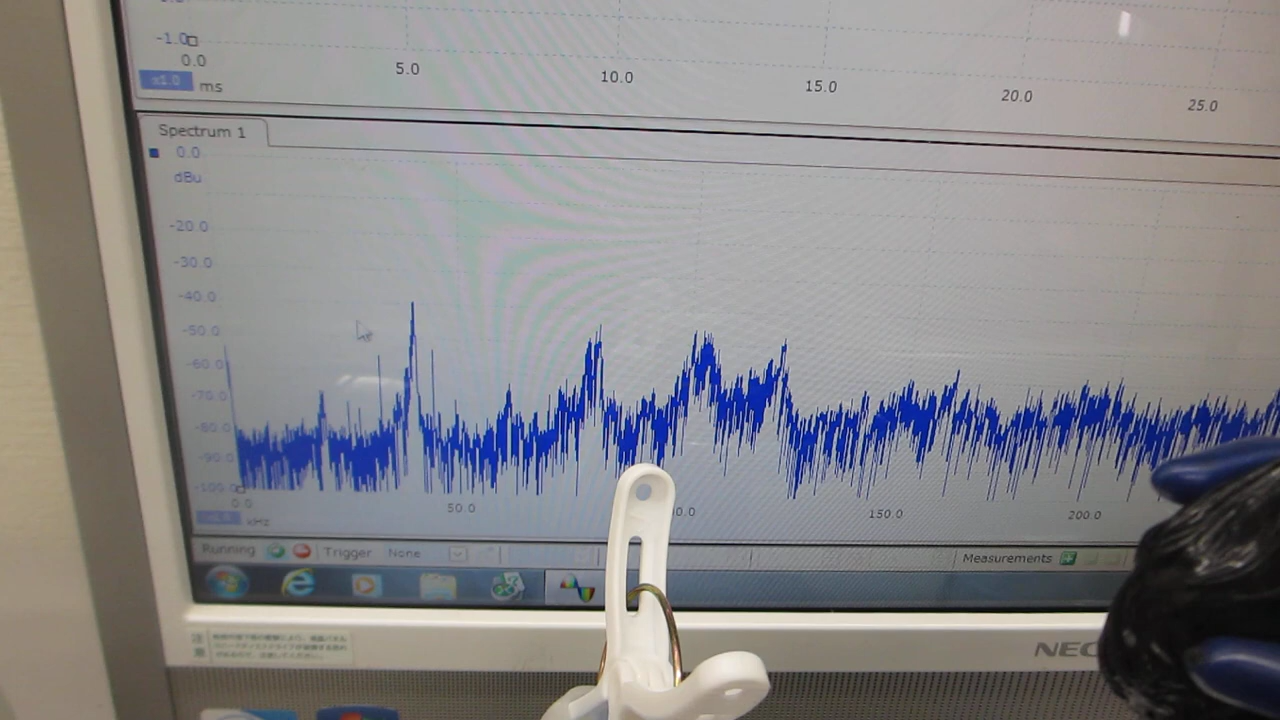 -1.0
0.0 5.0 10.0 15.0 20.0 25.0
x1.0 ms
Spectrum 1
0.0
dBu
-20.0
-30.0
-40.0
-50.0
-60.0
-70.0
-80.0
-90.0
-100.0
0.0 50.0 150.0 200.0
kHz
Running Trigger None Measurements
注意
NEC